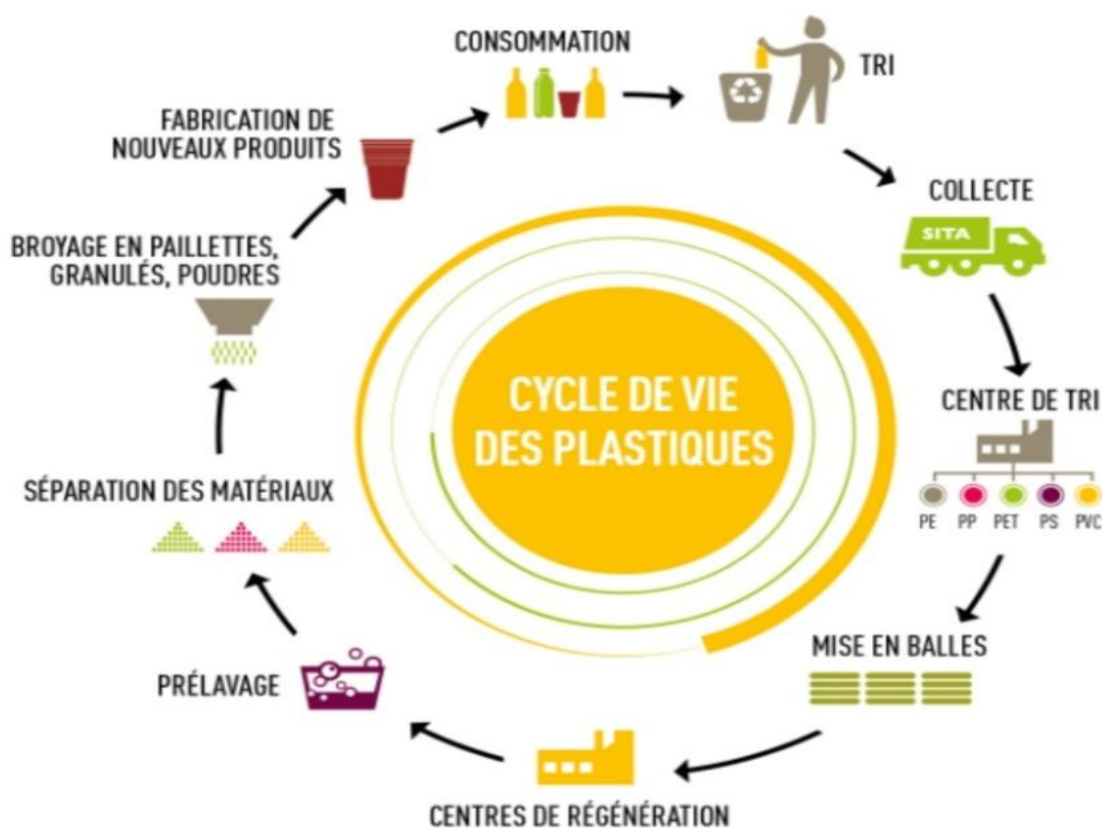 CONSOMMATION
TRI
COLLECTE
SITA
CENTRE DE TRI
PE PP PET PS PVC
MISE EN BALLES
CENTRES DE RÉGÉNÉRATION
PRÉLAVAGE
SÉPARATION DES MATÉRIAUX
BROYAGE EN PAILLETTES,
GRANULÉS, POUDRES
FABRICATION DE
NOUVEAUX PRODUITS
CYCLE DE VIE
DES PLASTIQUES